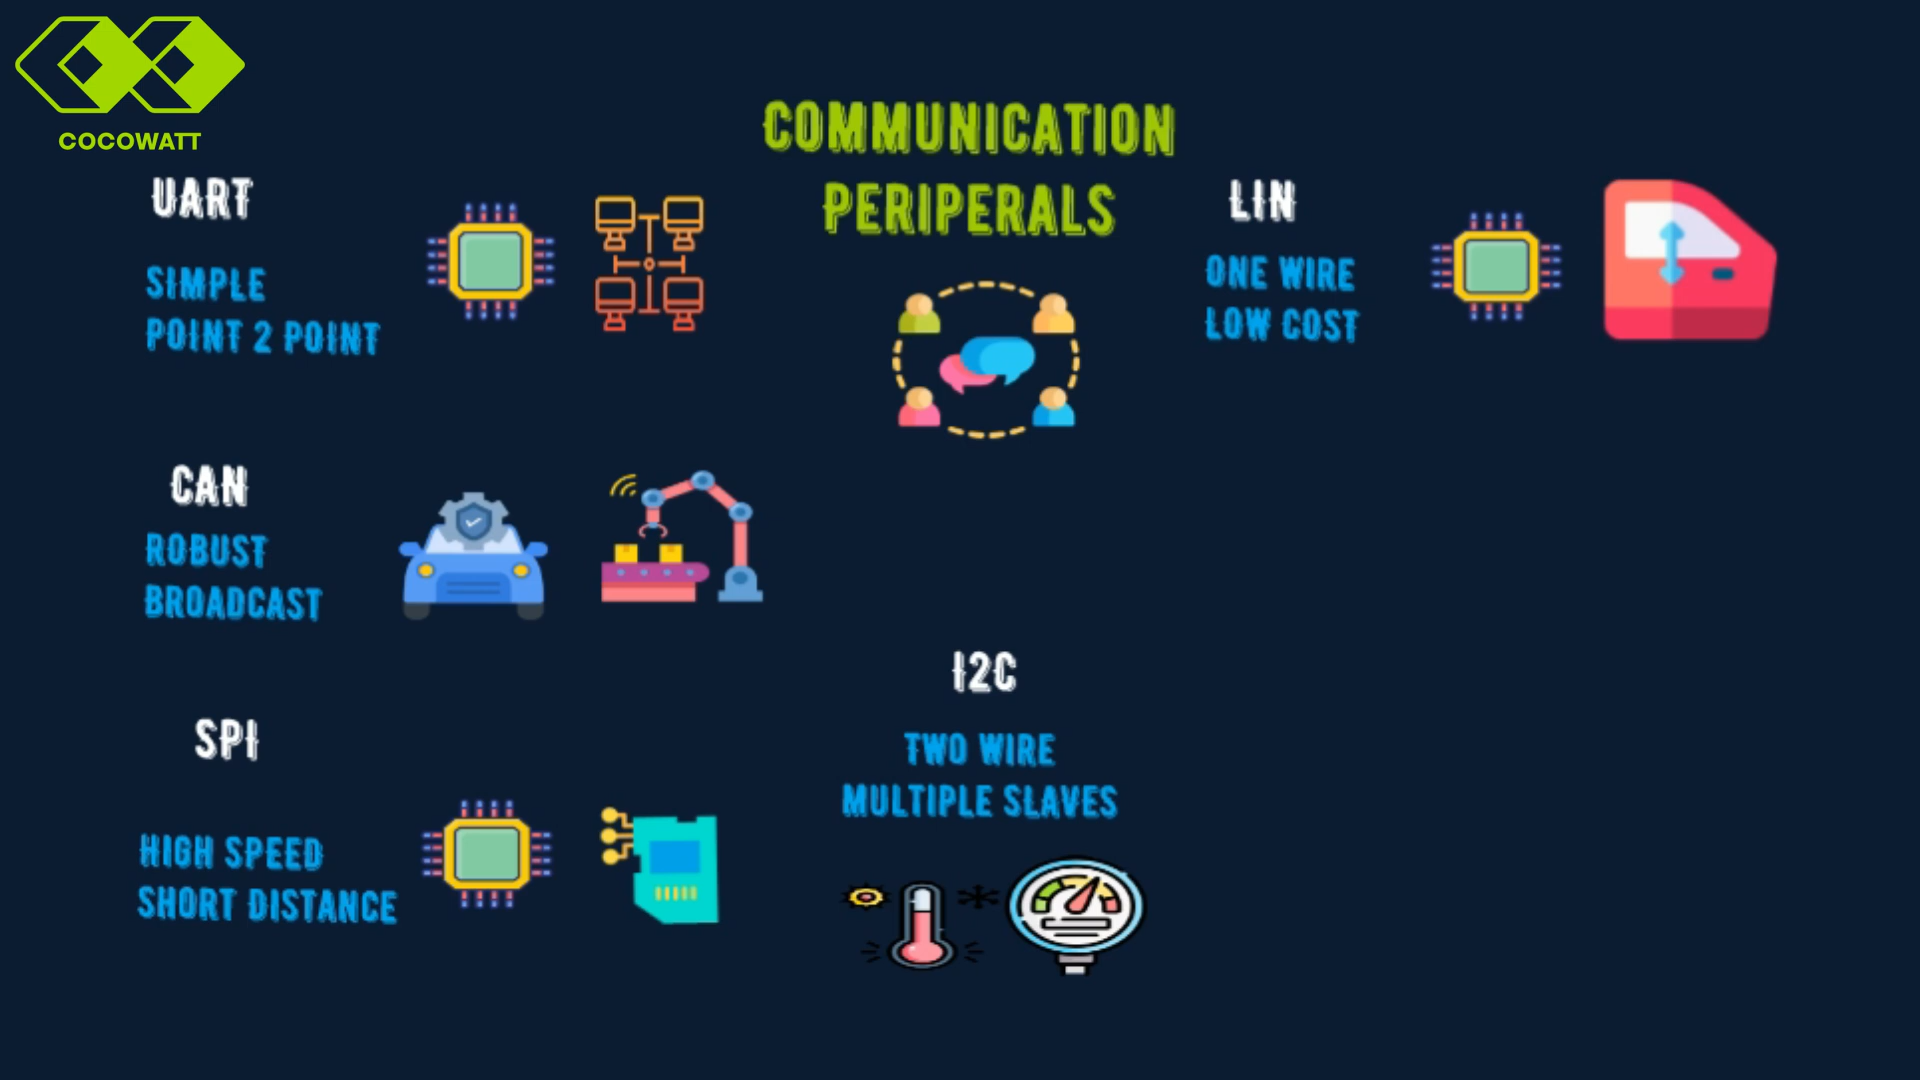 COCOWATT
COMMUNICATION
PERIPERALS
UART
SIMPLE
POINT 2 POINT
LIN
ONE WIRE
LOW COST
CAN
ROBUST
BROADCAST
SPI
HIGH SPEED
SHORT DISTANCE
I2C
TWO WIRE
MULTIPLE SLAVES